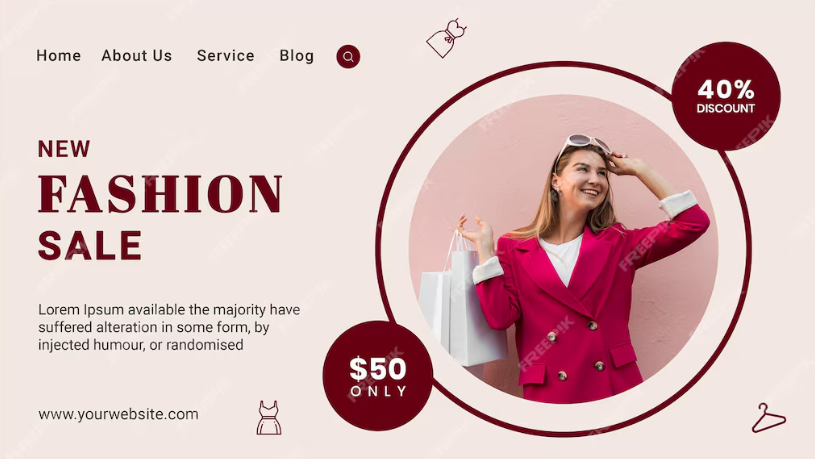 Home About Us Service Blog
40%
DISCOUNT
NEW
FASHION
SALE
Lorem Ipsum available the majority have
suffered alteration in some form, by
injected humour, or randomised
$50
ONLY
www.yourwebsite.com
FREEPIK